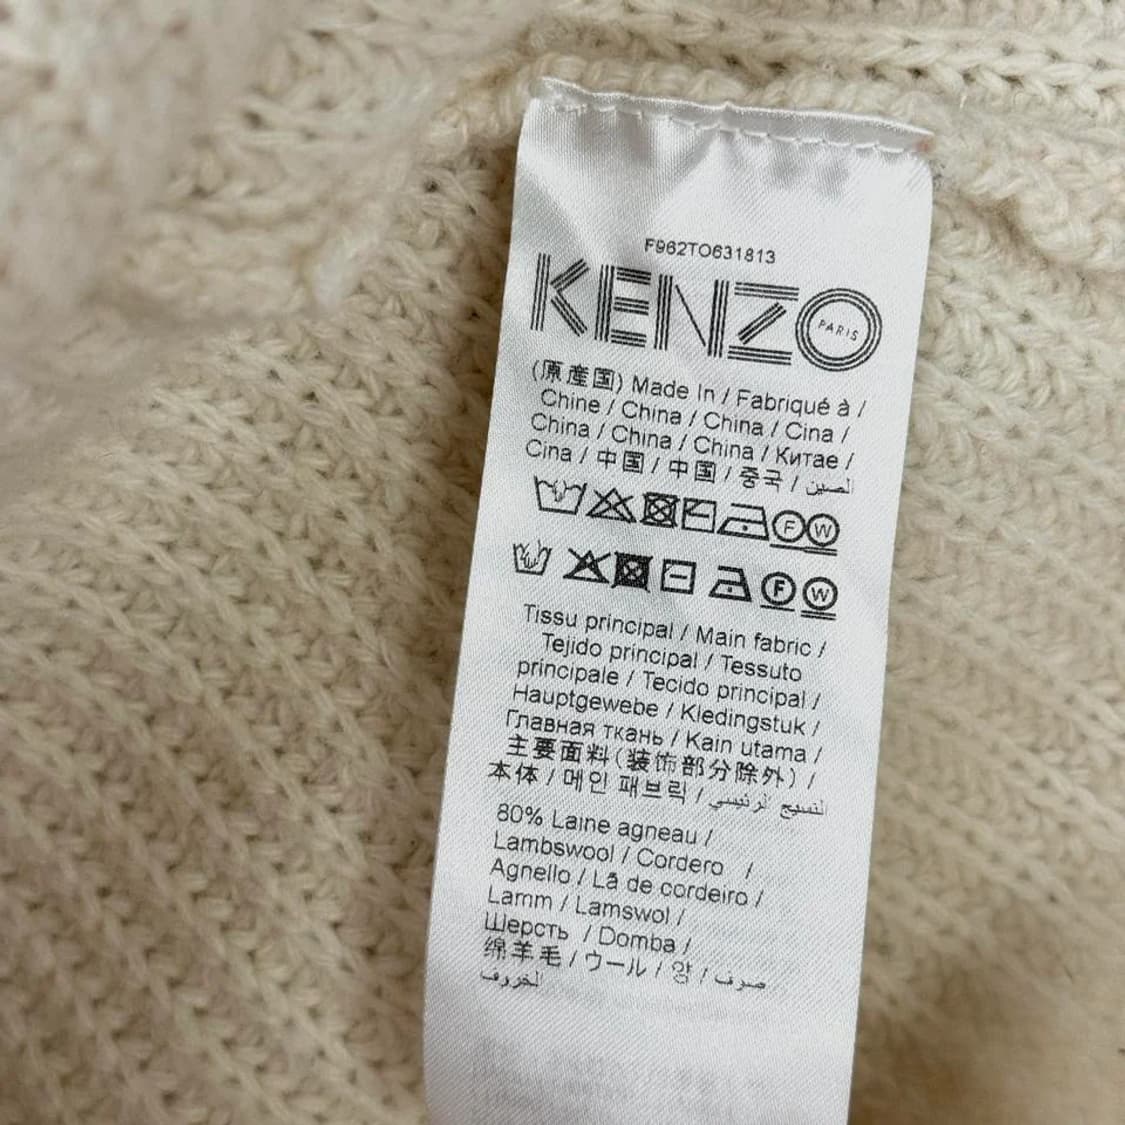 F962TO631813
KENZO
PARIS
(原産国) Made In / Fabriqué à /
Chine / China / China / Cina /
China / China / China / Китае /
Cina / 中国 / 中国 / 중국 / الصين
F W
F W
Tissu principal / Main fabric /
Tejido principal / Tessuto
principale / Tecido principal /
Hauptgewebe / Kledingstuk /
Главная ткань / Kain utama /
主要面料(装饰部分除外) /
本体 / 메인 패브릭 / النسيج الرئيسي
80% Laine agneau /
Lambswool / Cordero /
Agnello / Lã de cordeiro /
Lamm / Lamswol /
Шерсть / Domba /
绵羊毛 / ウール / 양 / صوف
الخروف